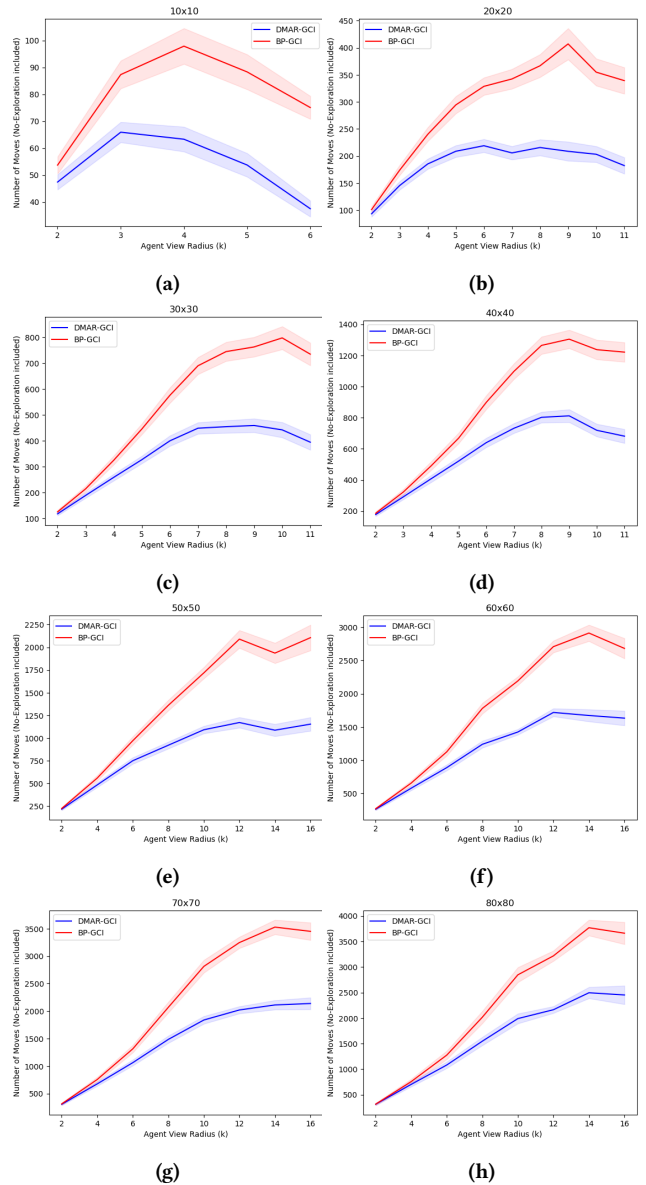 10x10
DMAR-GCI
BP-GCI
Number of Moves (No-Exploration included)
100
90
80
70
60
50
40
2 3 4 5 6
Agent View Radius (k)
(a)
20x20
DMAR-GCI
BP-GCI
Number of Moves (No-Exploration included)
450
400
350
300
250
200
150
100
2 3 4 5 6 7 8 9 10 11
Agent View Radius (k)
(b)
30x30
DMAR-GCI
BP-GCI
Number of Moves (No-Exploration included)
800
700
600
500
400
300
200
100
2 3 4 5 6 7 8 9 10 11
Agent View Radius (k)
(c)
40x40
DMAR-GCI
BP-GCI
Number of Moves (No-Exploration included)
1400
1200
1000
800
600
400
200
2 3 4 5 6 7 8 9 10 11
Agent View Radius (k)
(d)
50x50
DMAR-GCI
BP-GCI
Number of Moves (No-Exploration included)
2250
2000
1750
1500
1250
1000
750
500
250
2 4 6 8 10 12 14 16
Agent View Radius (k)
(e)
60x60
DMAR-GCI
BP-GCI
Number of Moves (No-Exploration included)
3000
2500
2000
1500
1000
500
2 4 6 8 10 12 14 16
Agent View Radius (k)
(f)
70x70
DMAR-GCI
BP-GCI
Number of Moves (No-Exploration included)
3500
3000
2500
2000
1500
1000
500
2 4 6 8 10 12 14 16
Agent View Radius (k)
(g)
80x80
DMAR-GCI
BP-GCI
Number of Moves (No-Exploration included)
4000
3500
3000
2500
2000
1500
1000
500
2 4 6 8 10 12 14 16
Agent View Radius (k)
(h)